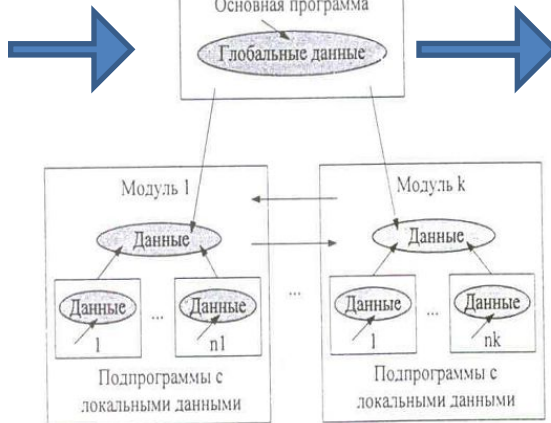 Основная программа
Глобальные данные
Модуль 1
Модуль k
Данные
Данные
...
Данные
...
Данные
Данные
...
Данные
1
n1
1
nk
Подпрограммы с
локальными данными
Подпрограммы с
локальными данными